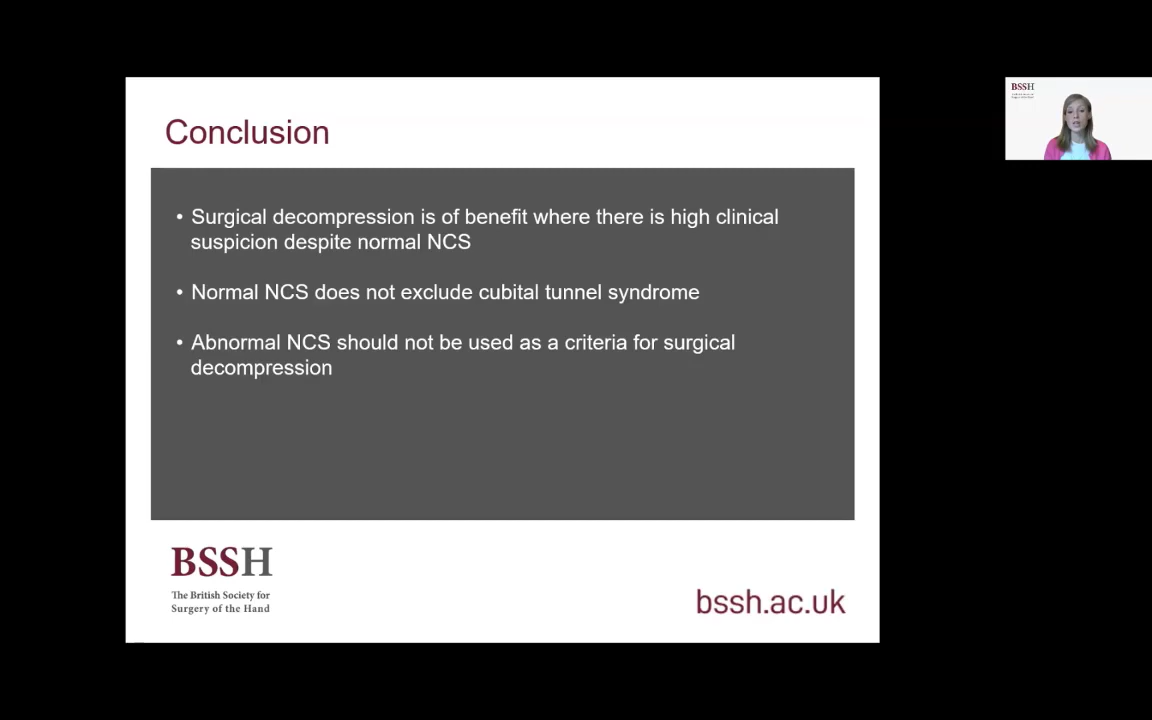 Conclusion
• Surgical decompression is of benefit where there is high clinical
suspicion despite normal NCS
• Normal NCS does not exclude cubital tunnel syndrome
• Abnormal NCS should not be used as a criteria for surgical
decompression
BSSH
The British Society for
Surgery of the Hand
bssh.ac.uk
BSSH